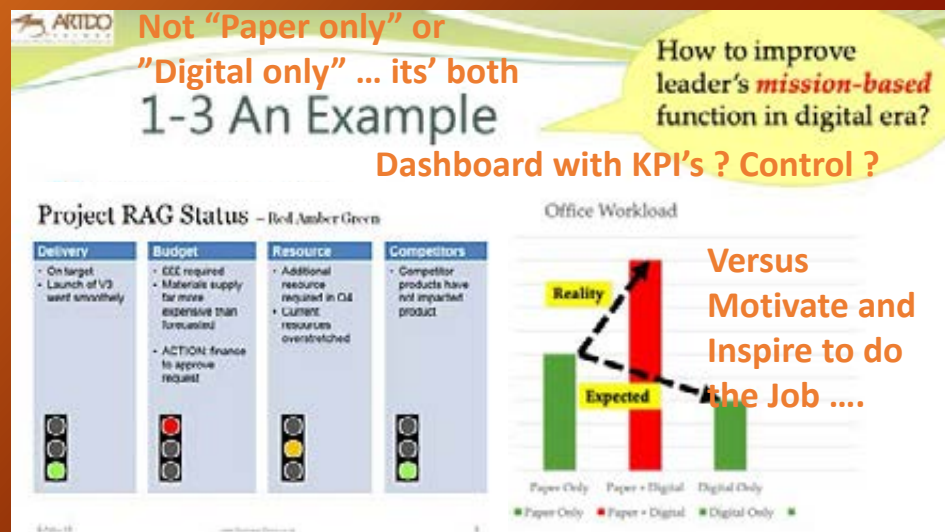 ARTDO
Not “Paper only” or
”Digital only” … its’ both
1-3 An Example
How to improve
leader’s mission-based
function in digital era?
Dashboard with KPI’s ? Control ?
Project RAG Status – Red Amber Green
Delivery
• On target
• Launch of V3
went smoothly
Budget
• £££ required
• Materials supply
far more
expensive than
forecasted
• ACTION: finance
to approve
request
Resource
• Additional
resource
required in Q4
• Current
resources
overstretched
Competitors
• Competitor
products have
not impacted
product
Office Workload
Reality
Expected
Versus
Motivate and
Inspire to do
the Job ….
Paper Only Paper + Digital Digital Only
Paper Only Paper + Digital Digital Only